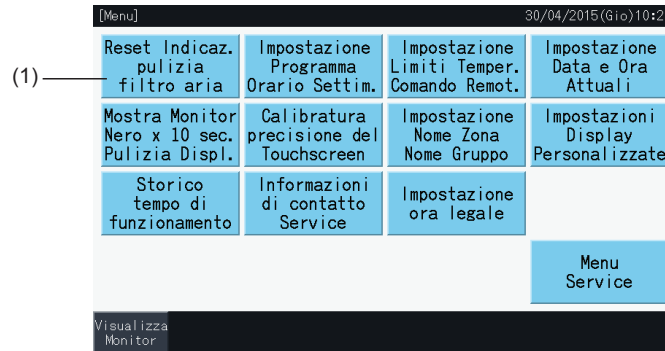 [Menu]
30/04/2015(Gio)10:2
(1)
Reset Indicaz.
pulizia
filtro aria
Impostazione
Programma
Orario Settim.
Impostazione
Limiti Temper.
Comando Remot.
Impostazione
Data e Ora
Attuali
Mostra Monitor
Nero x 10 sec.
Pulizia Displ.
Calibratura
precisione del
Touchscreen
Impostazione
Nome Zona
Nome Gruppo
Impostazioni
Display
Personalizzate
Storico
tempo di
funzionamento
Informazioni
di contatto
Service
Impostazione
ora legale
Menu
Service
Visualizza
Monitor